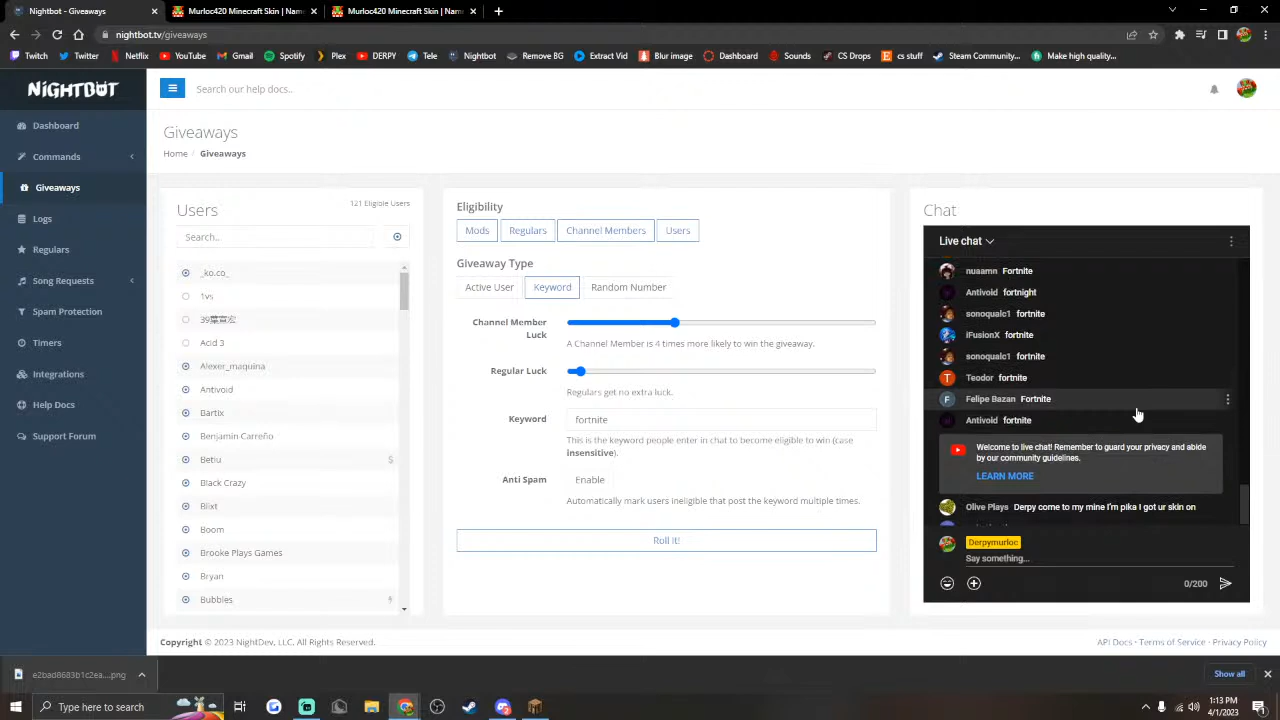 Nightbot - Giveaways
Murloc420 Minecraft Skin | Name
Murloc420 Minecraft Skin | Name
nightbot.tv/giveaways
Twitch
Twitter
Netflix
YouTube
Gmail
Spotify
Plex
DERPY
Tele
Nightbot
Remove BG
Extract Vid
Blur image
Dashboard
Sounds
CS Drops
cs stuff
Steam Communit...
Make high quality...
NiGHTBOT
Search our help docs..
Dashboard
Commands
Giveaways
Logs
Regulars
Song Requests
Spam Protection
Timers
Integrations
Help Docs
Support Forum
Giveaways
Home / Giveaways
Users
121 Eligible Users
Search...
_ko.co_
1vs
Acid 3
Alexer_maquina
Antivoid
Bartix
Benjamin Carreño
Betiu $
Black Crazy
Blixt
Boom
Brooke Plays Games
Bryan
Bubbles
Eligibility
Mods
Regulars
Channel Members
Users
Giveaway Type
Active User
Keyword
Random Number
Channel Member
Luck
A Channel Member is 4 times more likely to win the giveaway.
Regular Luck
Regulars get no extra luck.
Keyword
fortnite
This is the keyword people enter in chat to become eligible to win (case
insensitive).
Anti Spam
Enable
Automatically mark users ineligible that post the keyword multiple times.
Roll It!
Chat
Live chat
nuaamn Fortnite
Antivoid fortnight
sonoqualc1 fortnite
iFusionX fortnite
sonoqualc1 fortnite
T Teodor fortnite
F Felipe Bazan Fortnite
Antivoid fortnite
Welcome to live chat! Remember to guard your privacy and abide
by our community guidelines.
LEARN MORE
Olive Plays Derpy come to my mine I'm pika I got ur skin on
Derpymurloc
Say something...
0/200
Copyright © 2023 NightDev, LLC. All Rights Reserved.
API Docs - Terms of Service - Privacy Policy
e2bad8683b1c2ea....png
Show all
Type here to search
1:13 PM
4/1/2023